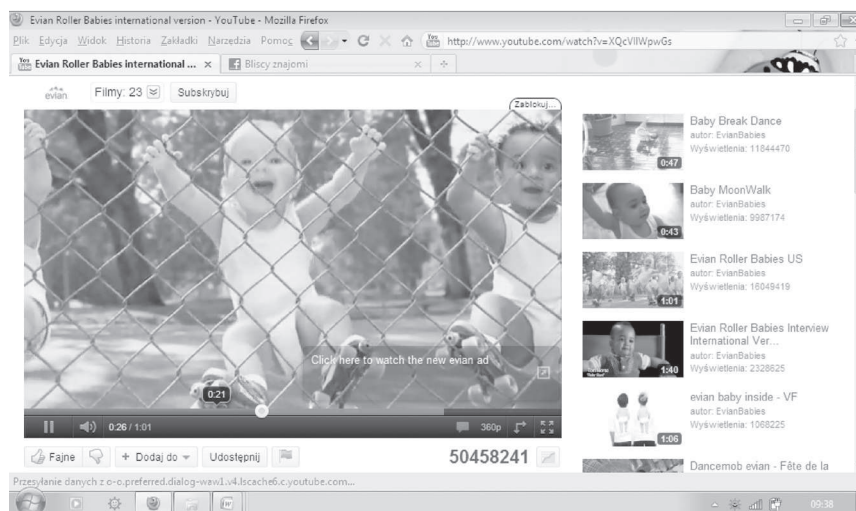 Evian Roller Babies international version - YouTube - Mozilla Firefox
Plik Edycja Widok Historia Zakładki Narzędzia Pomoc http://www.youtube.com/watch?v=XQcVllWpwGs
Evian Roller Babies international ... × Bliscy znajomi ×
evian Filmy: 23 Subskrybuj
Zablokuj...
Click here to watch the new evian ad
0:21
0:26 / 1:01 360p
Fajne + Dodaj do Udostępnij 50458241
Baby Break Dance
autor: EvianBabies
Wyświetlenia: 11844470
0:47
Baby MoonWalk
autor: EvianBabies
Wyświetlenia: 9987174
0:43
Evian Roller Babies US
autor: EvianBabies
Wyświetlenia: 16049419
1:01
Evian Roller Babies Interview
International Ver...
autor: EvianBabies
Wyświetlenia: 2328625
1:40
evian baby inside - VF
autor: EvianBabies
Wyświetlenia: 1068225
1:06
Dancemob evian - Fête de la
Przesyłanie danych z o-o.preferred.dialog-waw1.v4.lscache6.c.youtube.com...
09:38